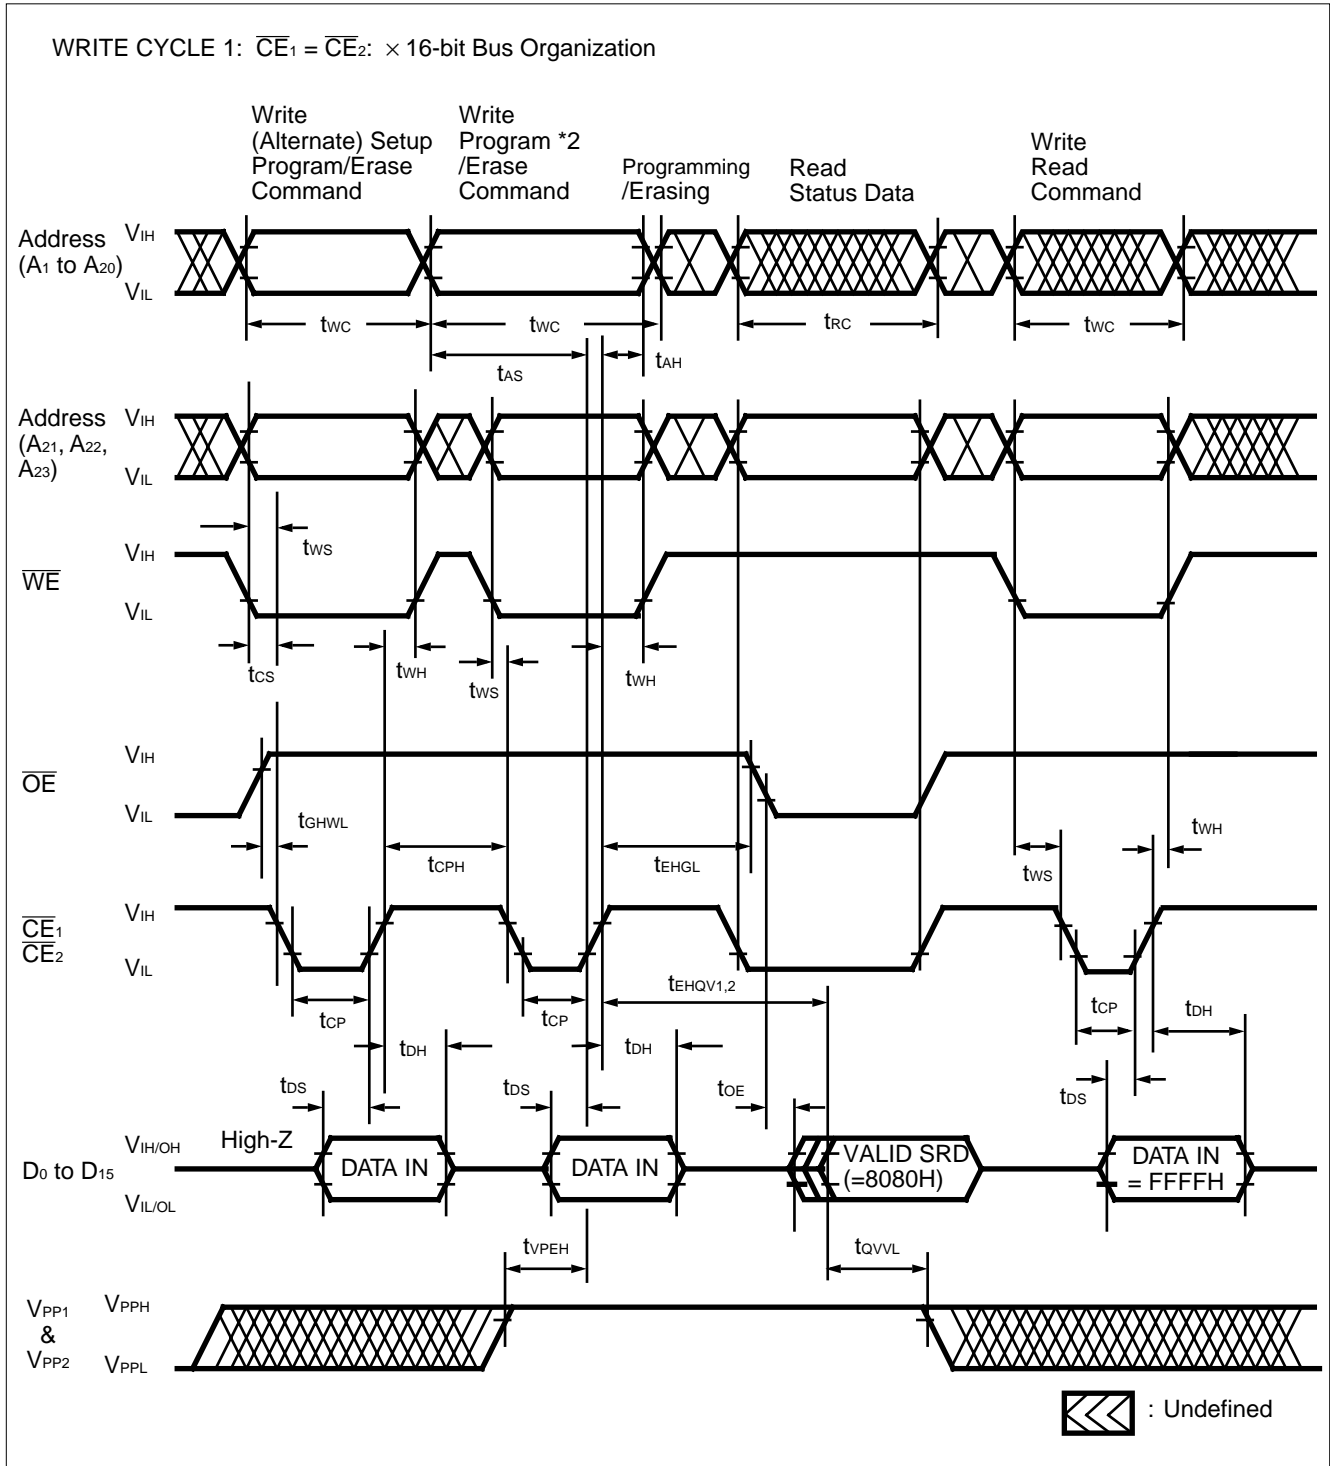 WRITE CYCLE 1: CE1 = CE2: × 16-bit Bus Organization
Write
(Alternate) Setup
Program/Erase
Command
Write
Program *2
/Erase
Command
Programming
/Erasing
Read
Status Data
Write
Read
Command
Address
(A1 to A20)
VIH
VIL
tWC
tWC
tRC
tWC
tAS
tAH
Address
(A21, A22,
A23)
VIH
VIL
tWS
WE
VIH
VIL
tCS
tWH
tWS
tWH
OE
VIH
VIL
tGHWL
tCPH
tEHGL
tWS
tWH
CE1
CE2
VIH
VIL
tEHQV1,2
tCP
tCP
tCP
tDH
tDH
tDH
tDS
tDS
tOE
tDS
D0 to D15
VIH/OH
VIL/OL
High-Z
DATA IN
DATA IN
VALID SRD
(=8080H)
DATA IN
= FFFFH
tVPEH
tQVVL
VPP1
&
VPP2
VPPH
VPPL
: Undefined